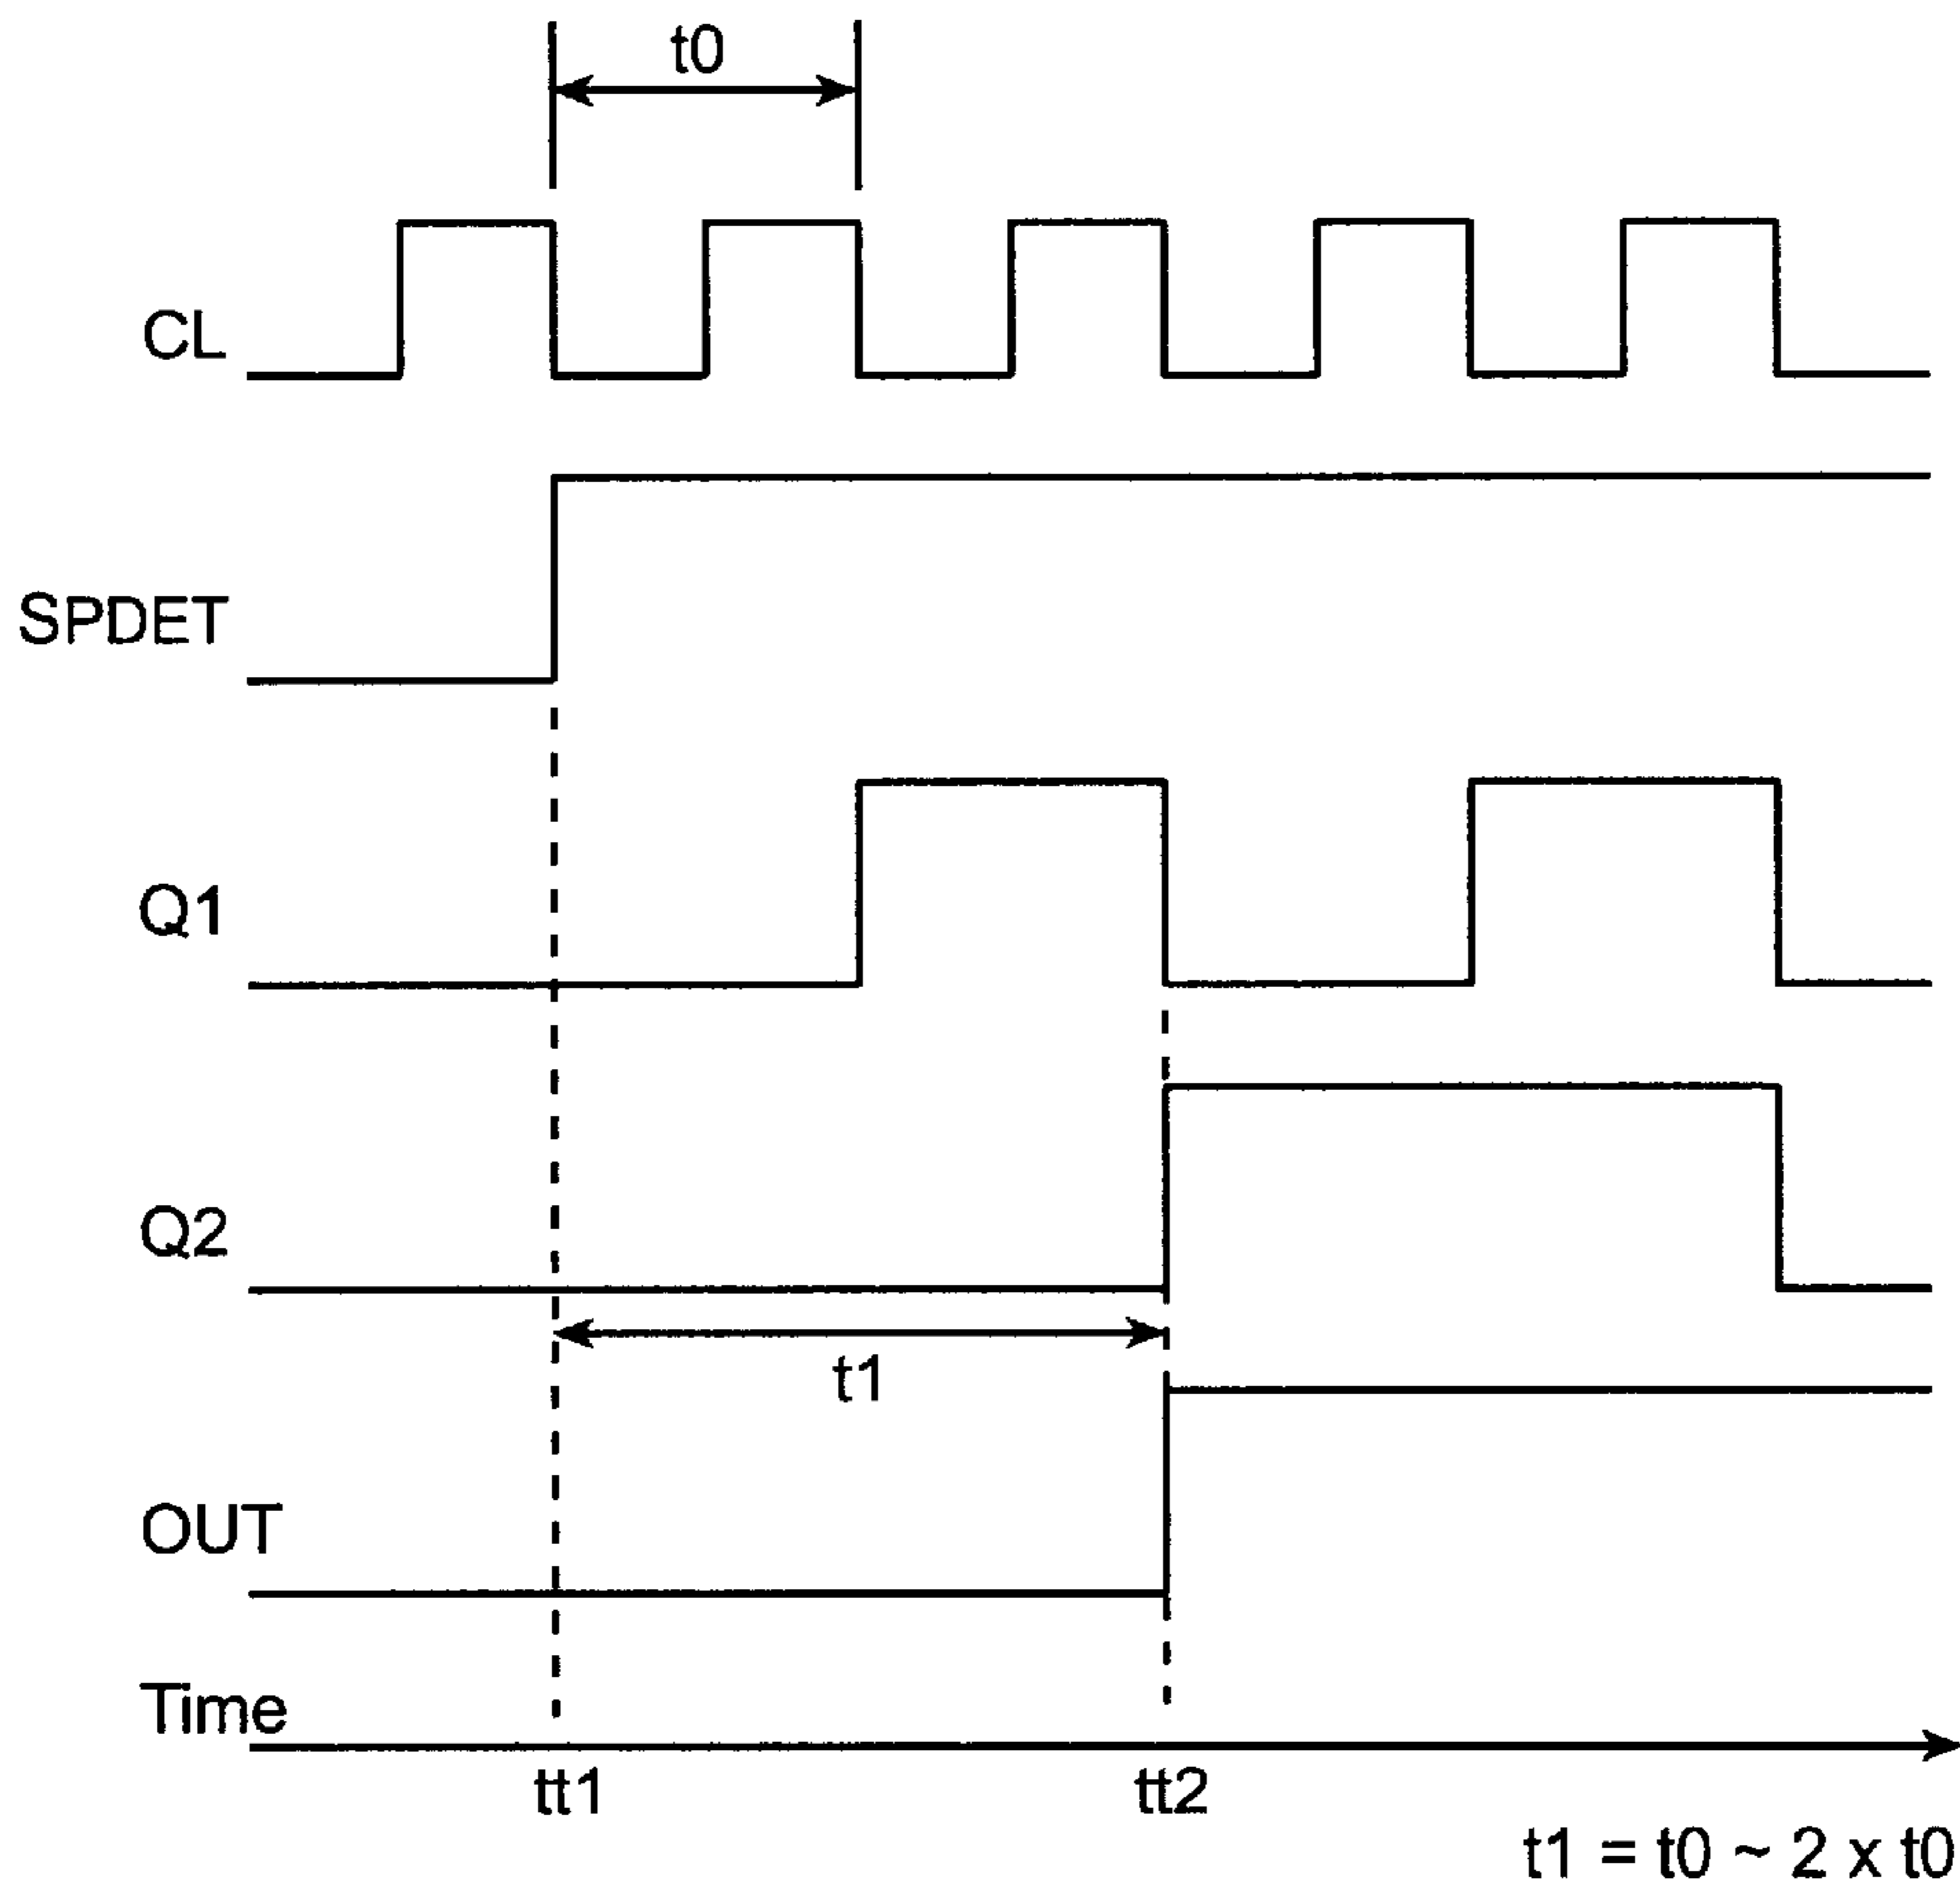 t0
CL
SPDET
Q1
Q2
t1
OUT
Time
tt1
tt2
t1 = t0 ~ 2 x t0